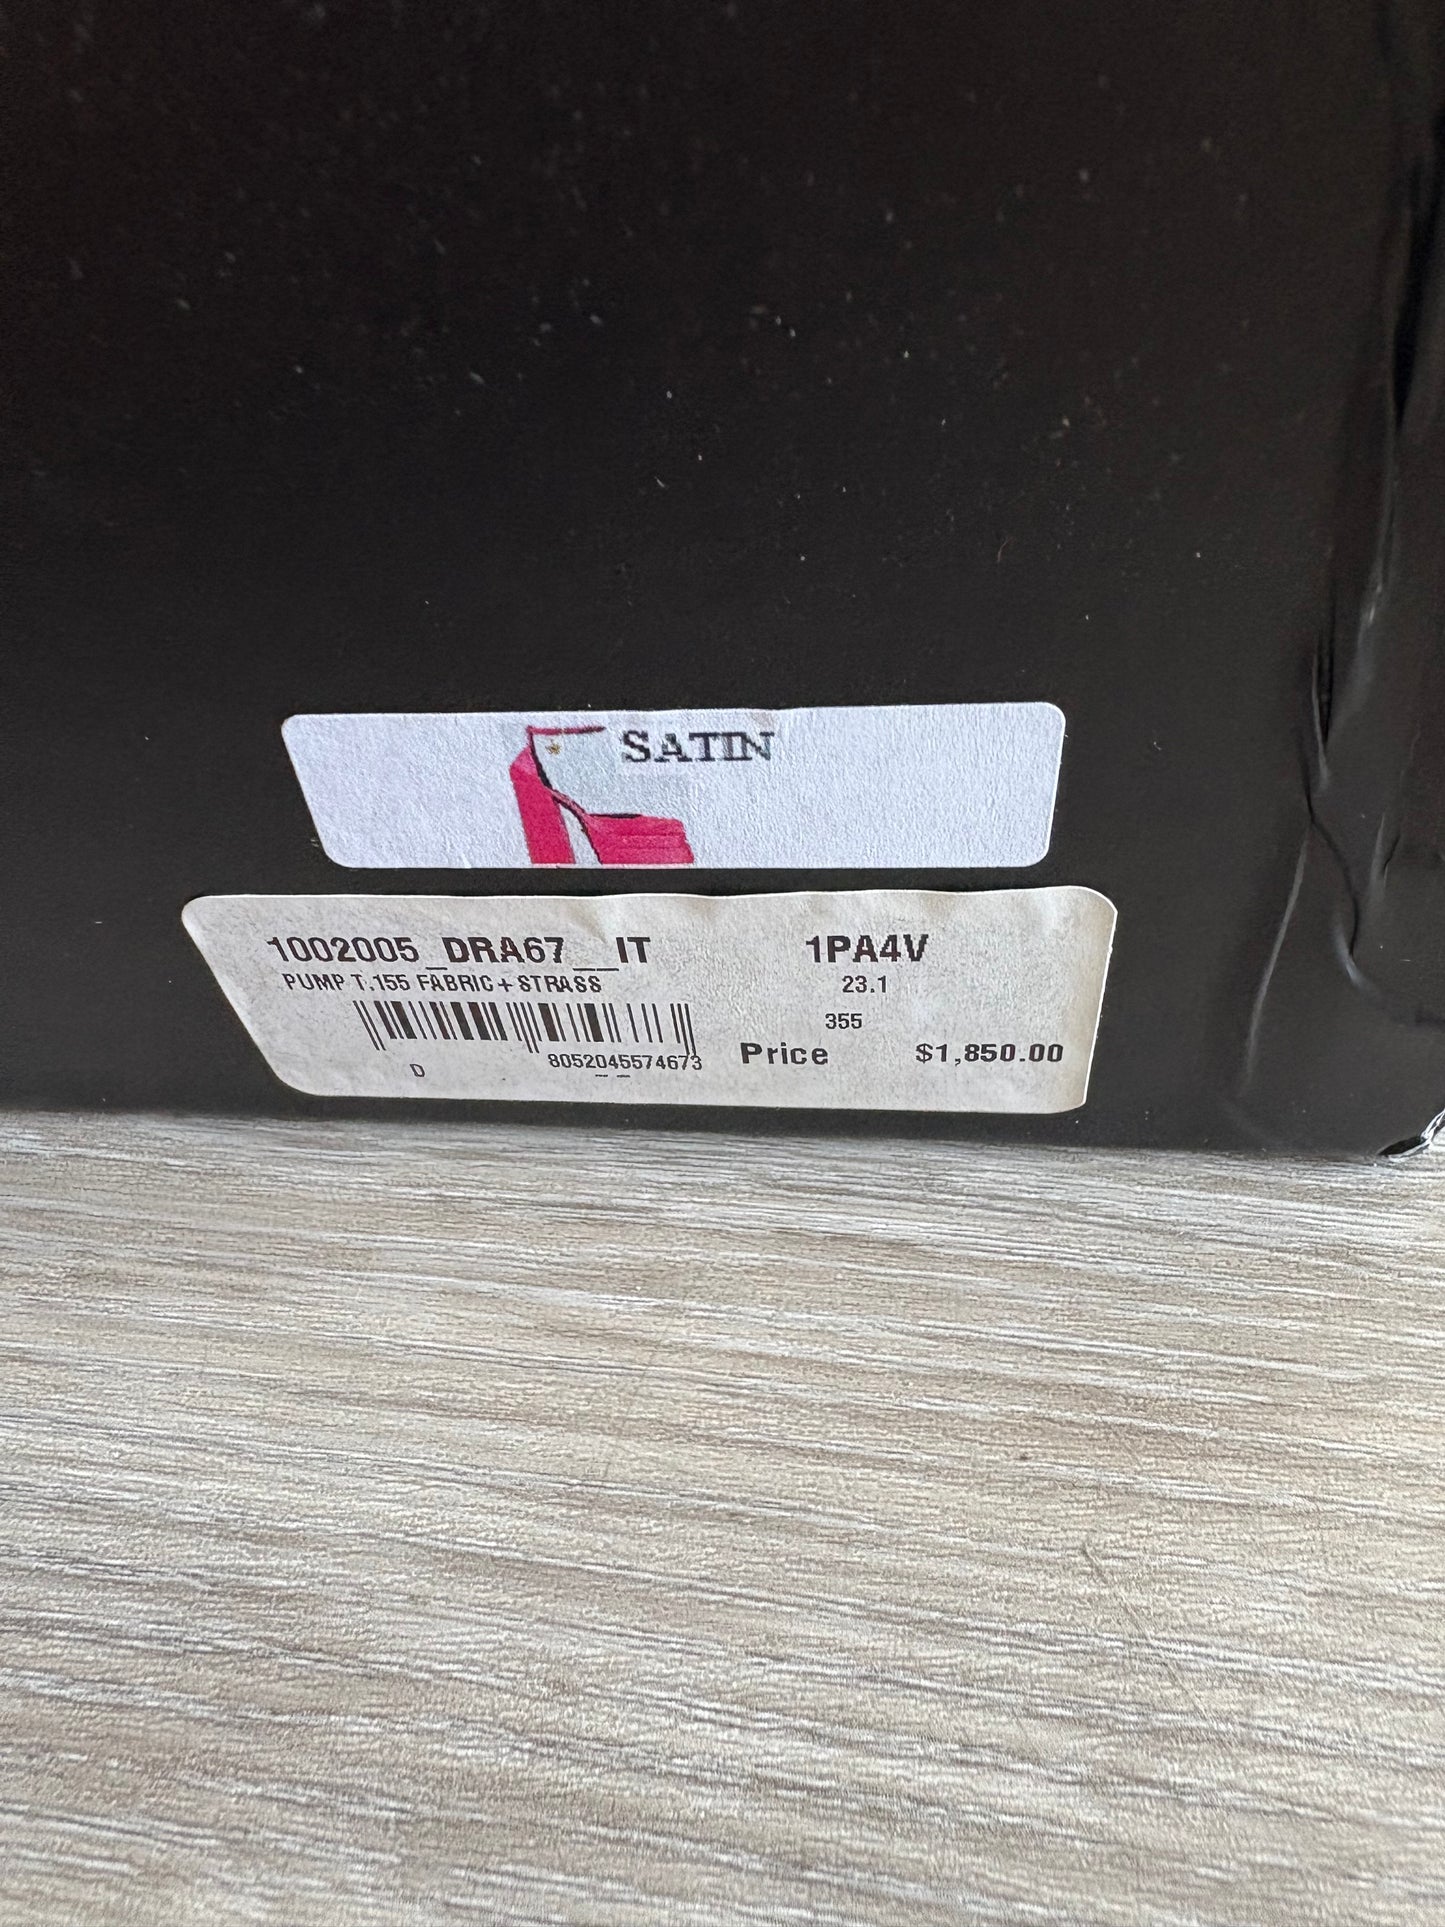 SATIN
1002005_DRA67__IT 1PA4V
PUMP T.155 FABRIC+STRASS 23.1
355
8052045574673 Price $1,850.00
D